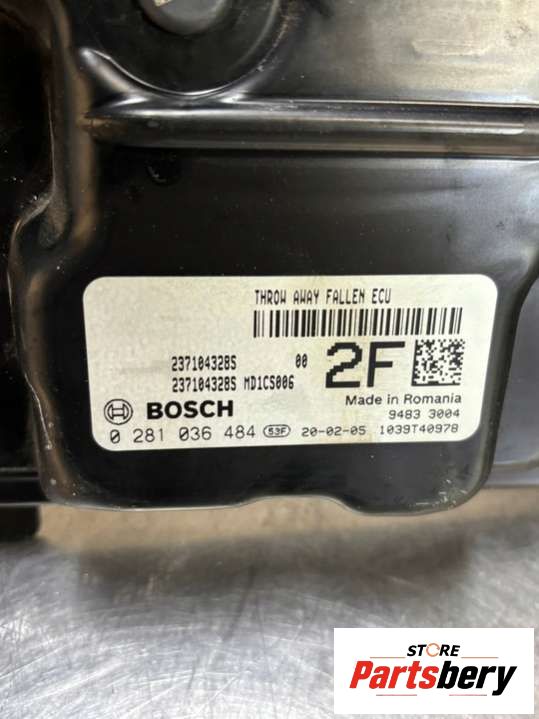 THROW AWAY FALLEN ECU
237104328S 00
237104328S MD1CS006
2F
Made in Romania
BOSCH
9483 3004
0 281 036 484 53F 20-02-05 1039T40978
STORE
Partsbery